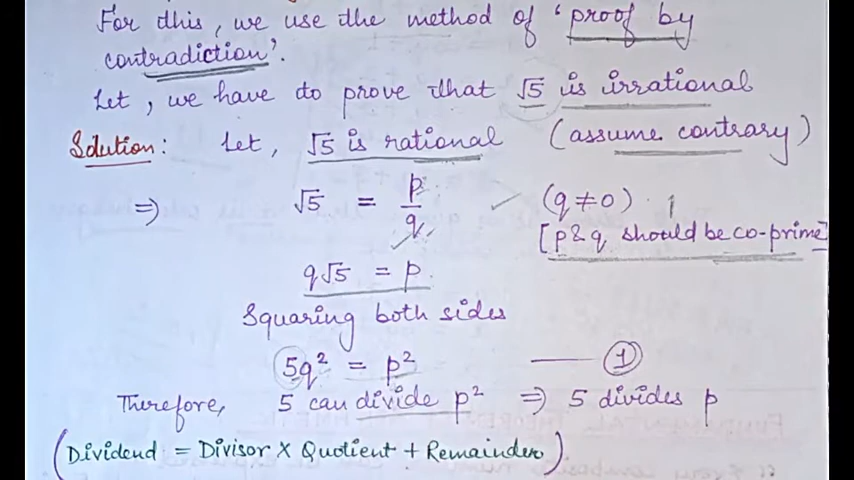 For this, we use the method of 'proof by
contradiction'.
Let, we have to prove that √5 is irrational
Solution: Let, √5 is rational (assume contrary)
⇒ √5 = p/q (q≠0)
[p & q should be co-prime]
q√5 = p
Squaring both sides
5q² = p² —— ①
Therefore, 5 can divide p² ⇒ 5 divides p
(Dividend = Divisor × Quotient + Remainder)